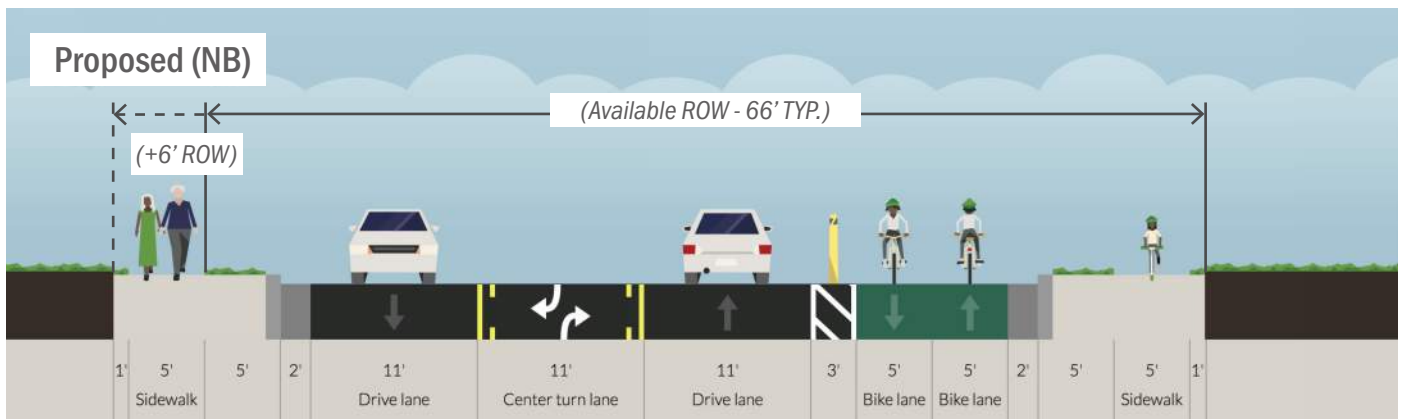 Proposed (NB)
(Available ROW - 66’ TYP.)
(+6’ ROW)
1' 5' 5' 2' 11' 11' 11' 3' 5' 5' 2' 5' 5' 1'
Sidewalk Drive lane Center turn lane Drive lane Bike lane Bike lane Sidewalk